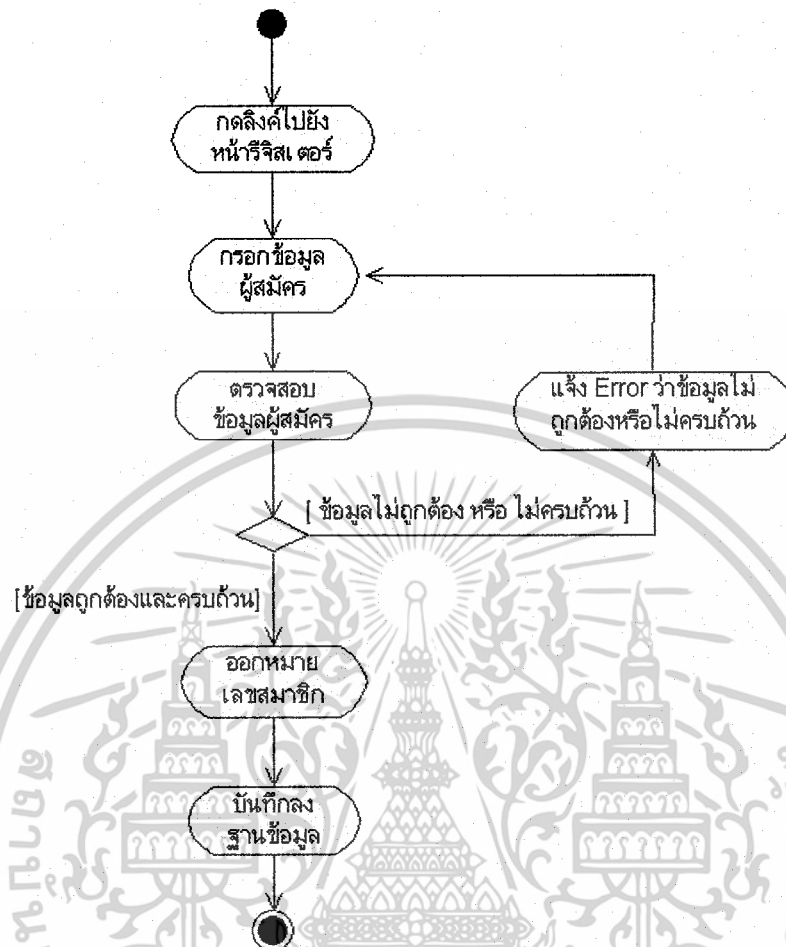 กดลิงค์ไปยัง
หน้ารีจิสเตอร์
กรอกข้อมูล
ผู้สมัคร
ตรวจสอบ
ข้อมูลผู้สมัคร
แจ้ง Error ว่าข้อมูลไม่
ถูกต้องหรือไม่ครบถ้วน
[ ข้อมูลไม่ถูกต้อง หรือ ไม่ครบถ้วน ]
[ข้อมูลถูกต้องและครบถ้วน]
ออกหมาย
เลขสมาชิก
บันทึกลง
ฐานข้อมูล